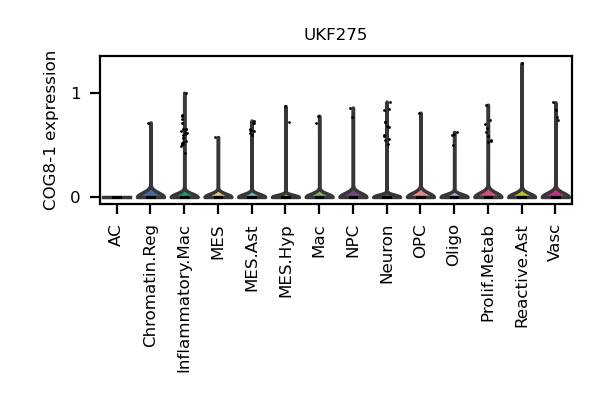 UKF275
COG8-1 expression
1
0
AC
Chromatin.Reg
Inflammatory.Mac
MES
MES.Ast
MES.Hyp
Mac
NPC
Neuron
OPC
Oligo
Prolif.Metab
Reactive.Ast
Vasc